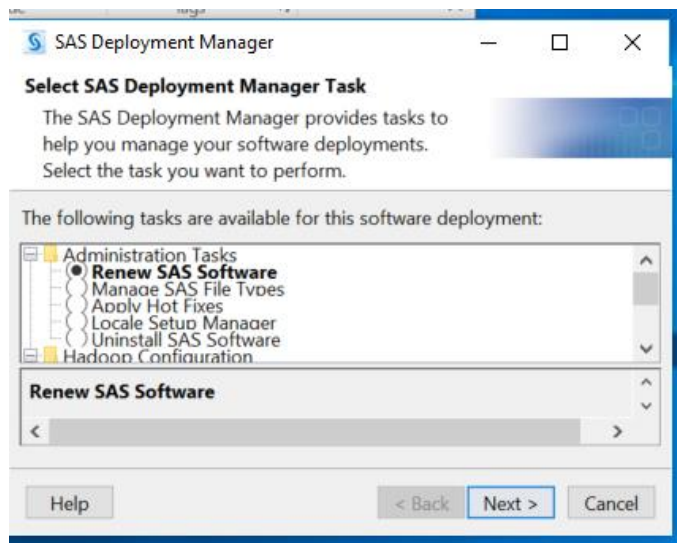 SAS Deployment Manager
Select SAS Deployment Manager Task
The SAS Deployment Manager provides tasks to
help you manage your software deployments.
Select the task you want to perform.
The following tasks are available for this software deployment:
Administration Tasks
Renew SAS Software
Manage SAS File Types
Apply Hot Fixes
Locale Setup Manager
Uninstall SAS Software
Hadoop Configuration
Renew SAS Software
Help
< Back
Next >
Cancel